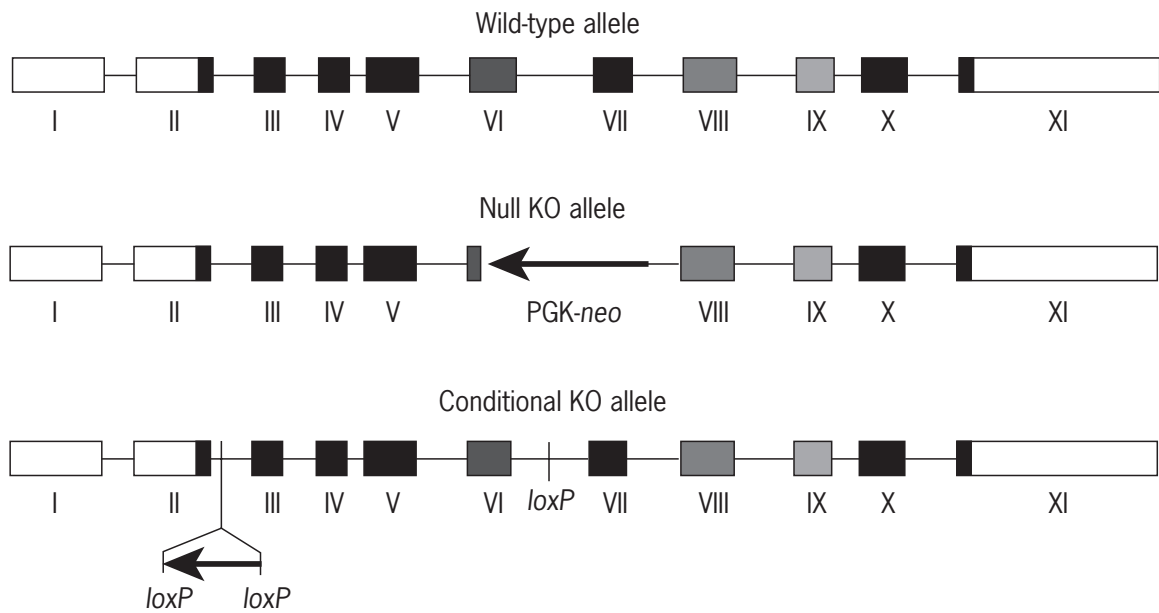 Wild-type allele
I II III IV V VI VII VIII IX X XI
Null KO allele
I II III IV V PGK-neo VIII IX X XI
Conditional KO allele
I II III IV V VI loxP VII VIII IX X XI
loxP loxP